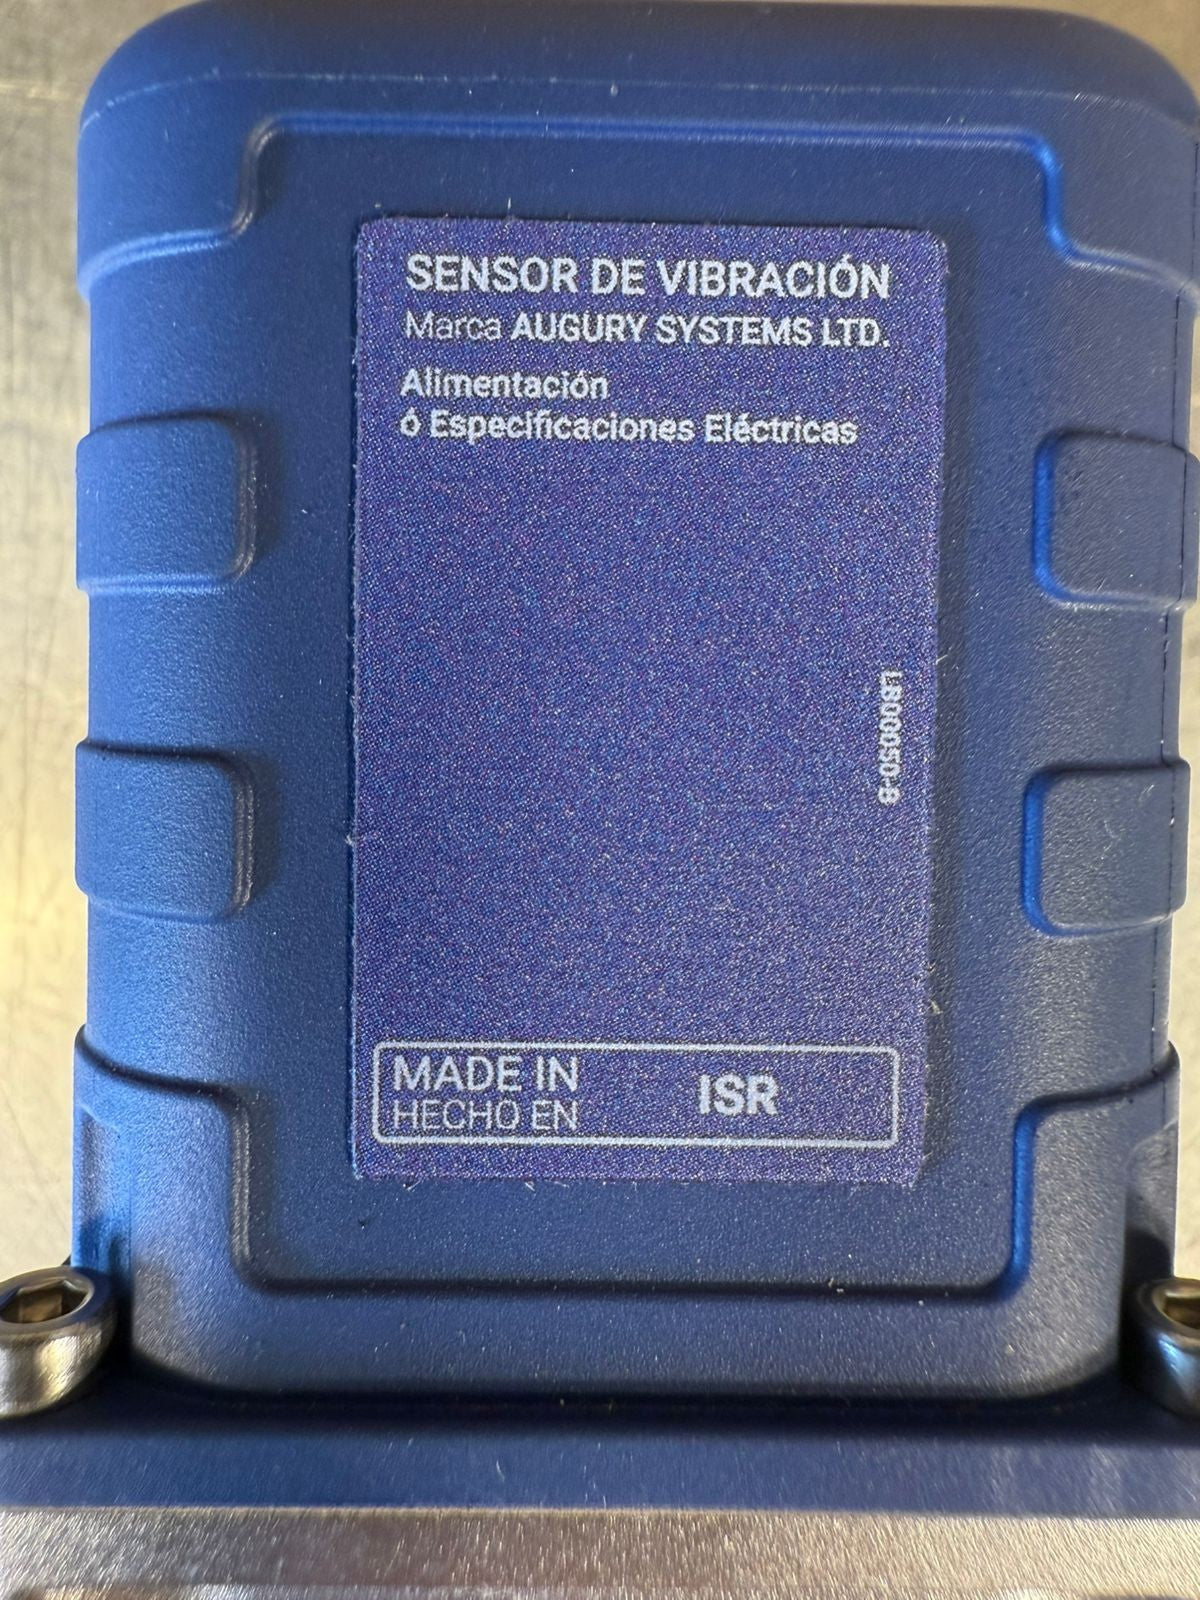 SENSOR DE VIBRACIÓN
Marca AUGURY SYSTEMS LTD.
Alimentación
ó Especificaciones Eléctricas
LB00050-B
MADE IN
HECHO EN
ISR